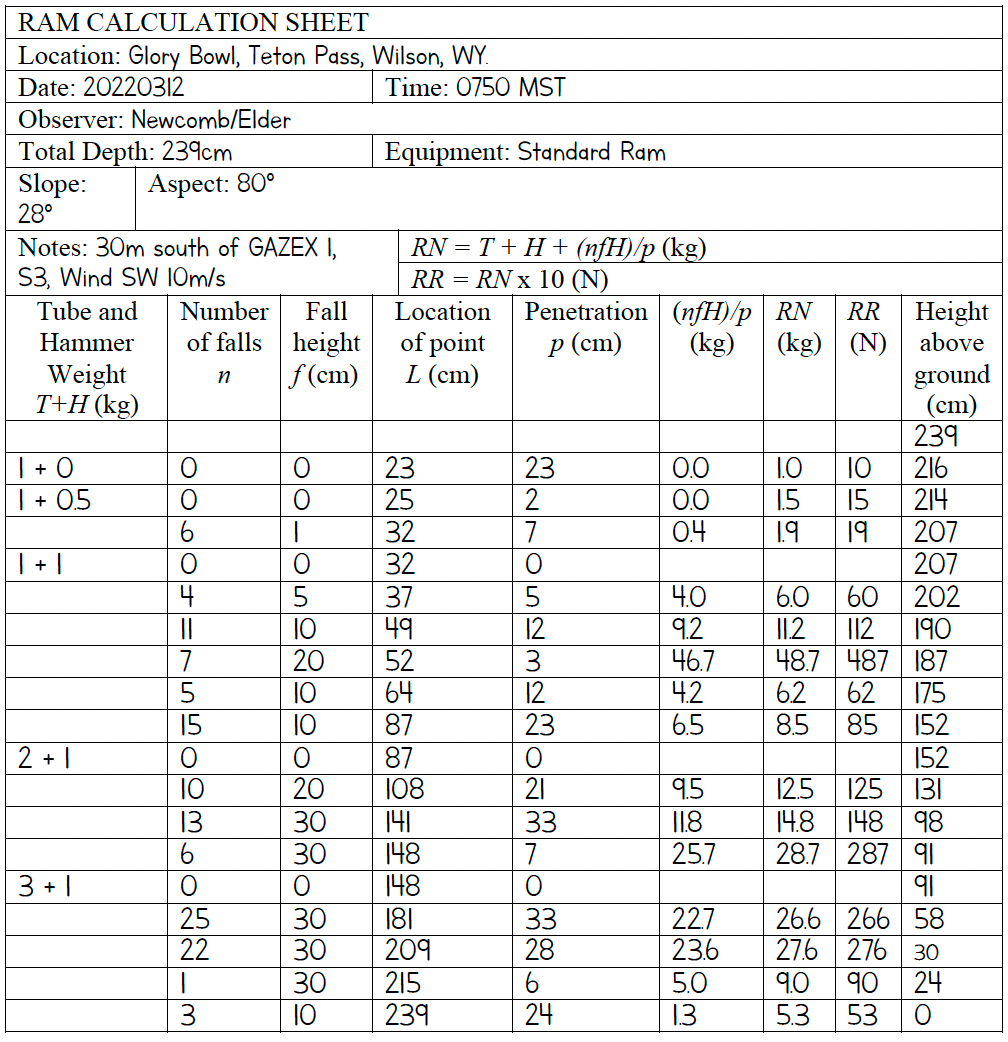 RAM CALCULATION SHEET
Location: Glory Bowl, Teton Pass, Wilson, WY.
Date: 20220312 Time: 0750 MST
Observer: Newcomb/Elder
Total Depth: 239cm Equipment: Standard Ram
Slope: Aspect: 80°
28°
Notes: 30m south of GAZEX 1, RN = T + H + (nfH)/p (kg)
S3, Wind SW 10m/s RR = RN x 10 (N)
Tube and Number Fall Location Penetration (nfH)/p RN RR Height
Hammer of falls height of point p (cm) (kg) (kg) (N) above
Weight n f (cm) L (cm) ground
T+H (kg) (cm)
239
1 + 0 0 0 23 23 0.0 1.0 10 216
1 + 0.5 0 0 25 2 0.0 1.5 15 214
6 1 32 7 0.4 1.9 19 207
1 + 1 0 0 32 0 207
4 5 37 5 4.0 6.0 60 202
11 10 49 12 9.2 11.2 112 190
7 20 52 3 46.7 48.7 487 187
5 10 64 12 4.2 6.2 62 175
15 10 87 23 6.5 8.5 85 152
2 + 1 0 0 87 0 152
10 20 108 21 9.5 12.5 125 131
13 30 141 33 11.8 14.8 148 98
6 30 148 7 25.7 28.7 287 91
3 + 1 0 0 148 0 91
25 30 181 33 22.7 26.6 266 58
22 30 209 28 23.6 27.6 276 30
1 30 215 6 5.0 9.0 90 24
3 10 239 24 1.3 5.3 53 0